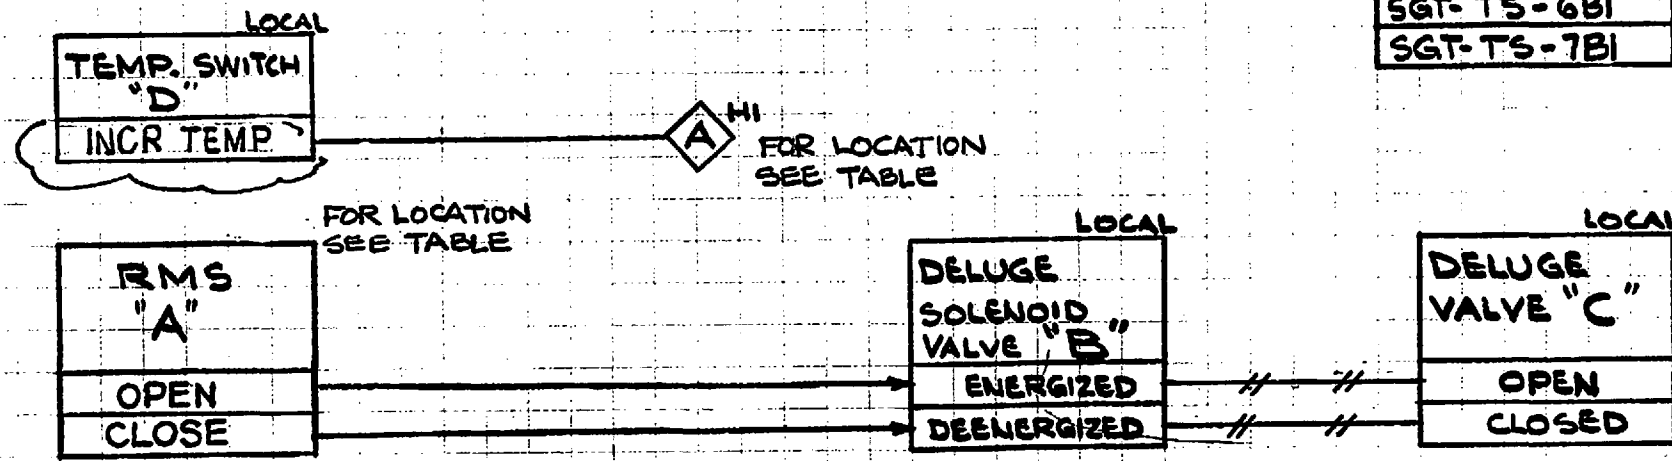 LOCAL
TEMP. SWITCH
"D"
INCR TEMP
A
HI
FOR LOCATION
SEE TABLE
SGT-TS-6B1
SGT-TS-7B1
FOR LOCATION
SEE TABLE
RMS
"A"
OPEN
CLOSE
LOCAL
DELUGE
SOLENOID
VALVE "B"
ENERGIZED
DEENERGIZED
LOCAL
DELUGE
VALVE "C"
OPEN
CLOSED